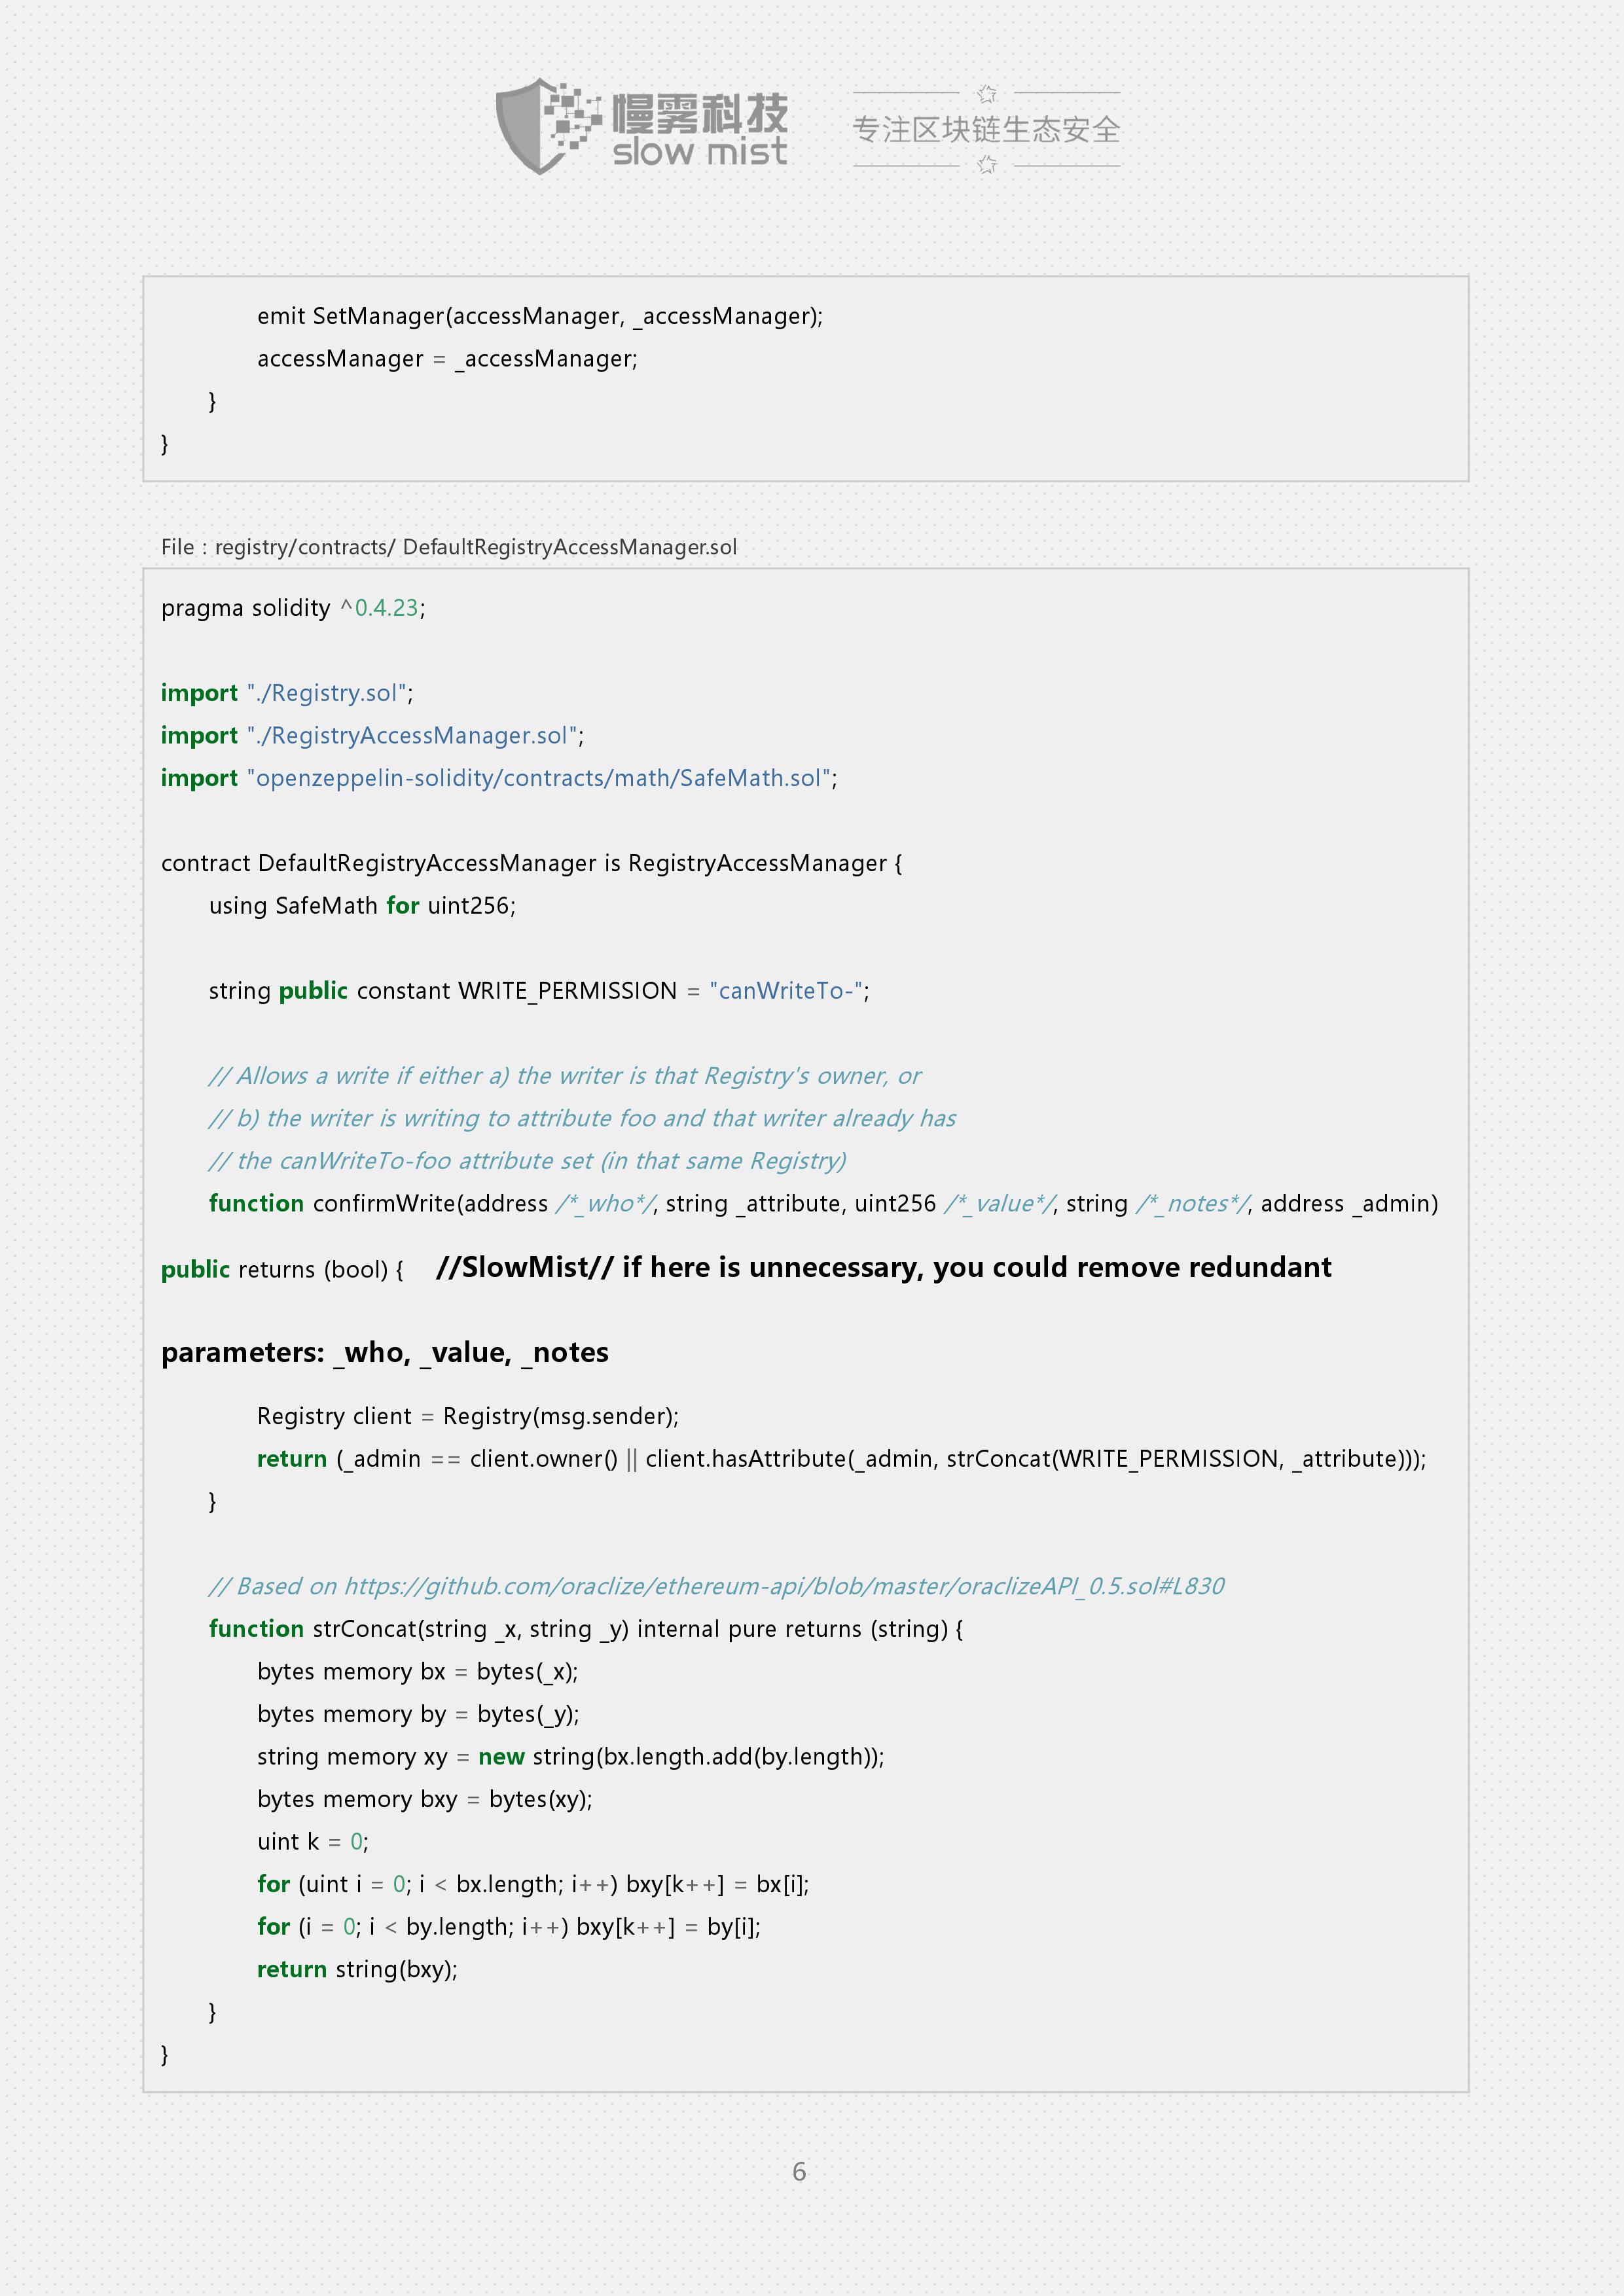 慢雾科技
slow mist
专注区块链生态安全
emit SetManager(accessManager, _accessManager);
accessManager = _accessManager;
}
}
File : registry/contracts/ DefaultRegistryAccessManager.sol
pragma solidity ^0.4.23;
import "./Registry.sol";
import "./RegistryAccessManager.sol";
import "openzeppelin-solidity/contracts/math/SafeMath.sol";
contract DefaultRegistryAccessManager is RegistryAccessManager {
using SafeMath for uint256;
string public constant WRITE_PERMISSION = "canWriteTo-";
// Allows a write if either a) the writer is that Registry's owner, or
// b) the writer is writing to attribute foo and that writer already has
// the canWriteTo-foo attribute set (in that same Registry)
function confirmWrite(address /*_who*/, string _attribute, uint256 /*_value*/, string /*_notes*/, address _admin)
public returns (bool) { //SlowMist// if here is unnecessary, you could remove redundant
parameters: _who, _value, _notes
Registry client = Registry(msg.sender);
return (_admin == client.owner() || client.hasAttribute(_admin, strConcat(WRITE_PERMISSION, _attribute)));
}
// Based on https://github.com/oraclize/ethereum-api/blob/master/oraclizeAPI_0.5.sol#L830
function strConcat(string _x, string _y) internal pure returns (string) {
bytes memory bx = bytes(_x);
bytes memory by = bytes(_y);
string memory xy = new string(bx.length.add(by.length));
bytes memory bxy = bytes(xy);
uint k = 0;
for (uint i = 0; i < bx.length; i++) bxy[k++] = bx[i];
for (i = 0; i < by.length; i++) bxy[k++] = by[i];
return string(bxy);
}
}
6